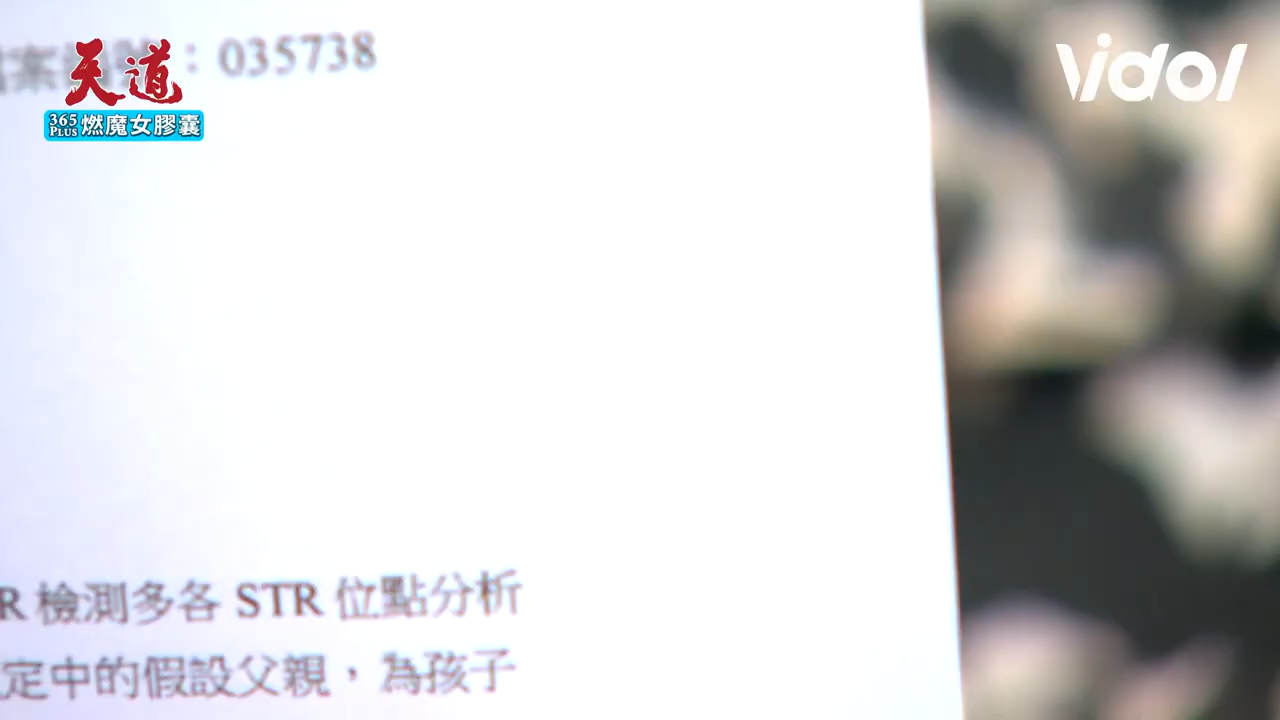 案編號：035738
天道
365 PLUS 燃魔女膠囊
Vidol
R 檢測多各 STR 位點分析
定中的假設父親，為孩子